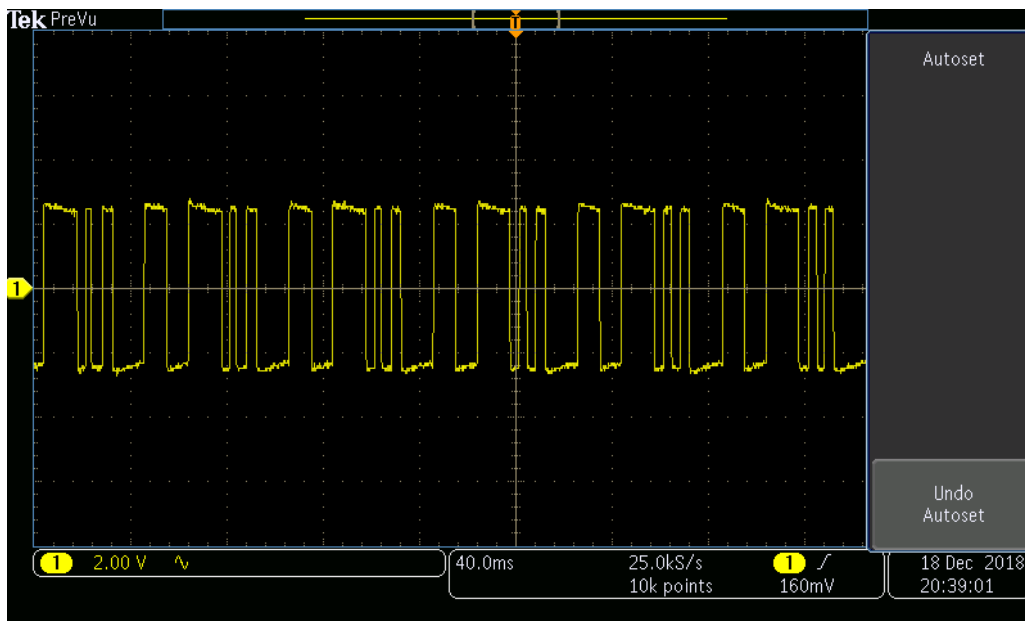 Tek PreVu
T
Autoset
1
Undo
Autoset
1 2.00 V
40.0ms 25.0kS/s 1
10k points 160mV
18 Dec 2018
20:39:01